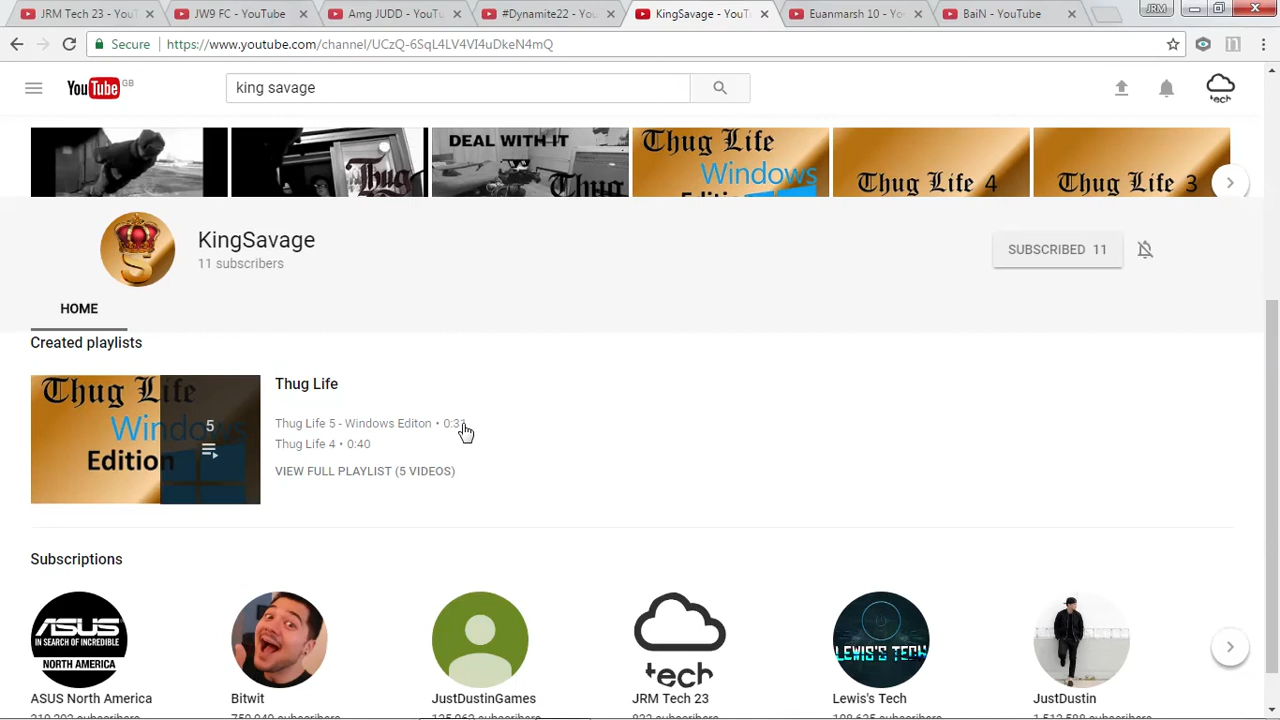 JRM Tech 23 - YouTu
JW9 FC - YouTube
Amg JUDD - YouTu
#Dynamite22 - You
KingSavage - YouT
Euanmarsh 10 - Yo
BaiN - YouTube
JRM
Secure
https://www.youtube.com/channel/UCzQ-6SqL4LV4VI4uDkeN4mQ
YouTube GB
king savage
tech
Thug
DEAL WITH IT
Thug
Thug Life
Windows
Thug Life 4
Thug Life 3
KingSavage
11 subscribers
SUBSCRIBED 11
HOME
Created playlists
Thug Life
Windows
Edition
5
Thug Life
Thug Life 5 - Windows Editon • 0:31
Thug Life 4 • 0:40
VIEW FULL PLAYLIST (5 VIDEOS)
Subscriptions
ASUS
IN SEARCH OF INCREDIBLE
NORTH AMERICA
tech
LEWIS'S TECH
ASUS North America
Bitwit
JustDustinGames
JRM Tech 23
Lewis's Tech
JustDustin